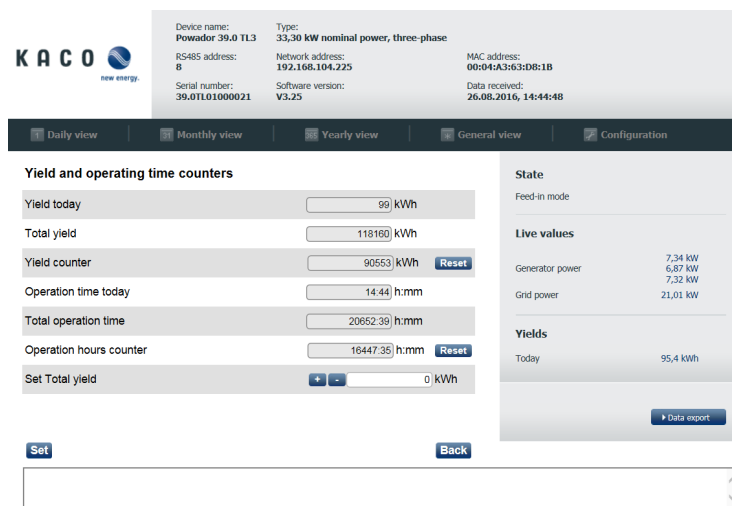 KACO
new energy.
Device name:
Powador 39.0 TL3
Type:
33,30 kW nominal power, three-phase
RS485 address:
8
Network address:
192.168.104.225
MAC address:
00:04:A3:63:D8:1B
Serial number:
39.0TL01000021
Software version:
V3.25
Data received:
26.08.2016, 14:44:48
1 Daily view
31 Monthly view
365 Yearly view
+ General view
Configuration
Yield and operating time counters
Yield today 99 kWh
Total yield 118160 kWh
Yield counter 90553 kWh Reset
Operation time today 14:44 h:mm
Total operation time 20652:39 h:mm
Operation hours counter 16447:35 h:mm Reset
Set Total yield + - 0 kWh
Set Back
State
Feed-in mode
Live values
Generator power 7,34 kW
6,87 kW
7,32 kW
Grid power 21,01 kW
Yields
Today 95,4 kWh
Data export